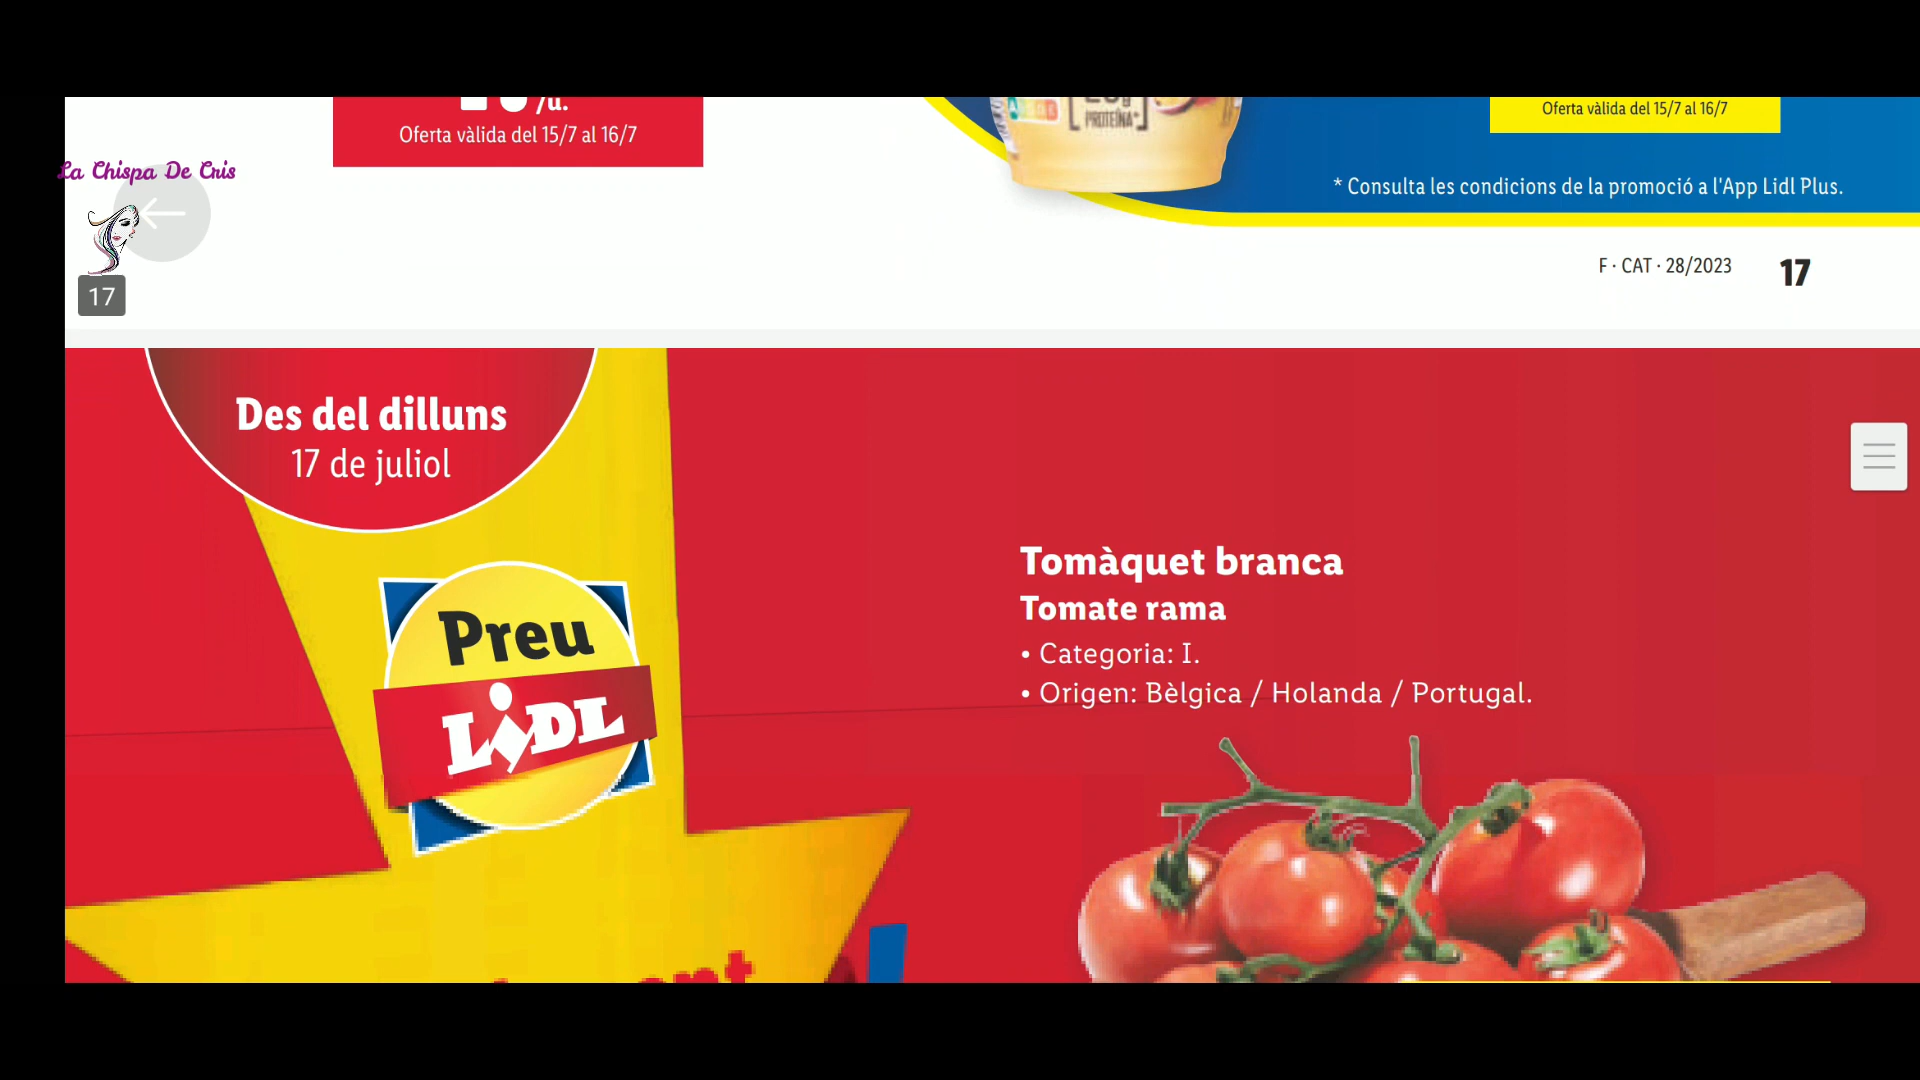 /u.
Oferta vàlida del 15/7 al 16/7
PROTEÏNA*
Oferta vàlida del 15/7 al 16/7
* Consulta les condicions de la promoció a l'App Lidl Plus.
La Chispa De Cris
17
F · CAT · 28/2023 17
Des del dilluns
17 de juliol
Preu
LIDL
Tomàquet branca
Tomate rama
• Categoria: I.
• Origen: Bèlgica / Holanda / Portugal.